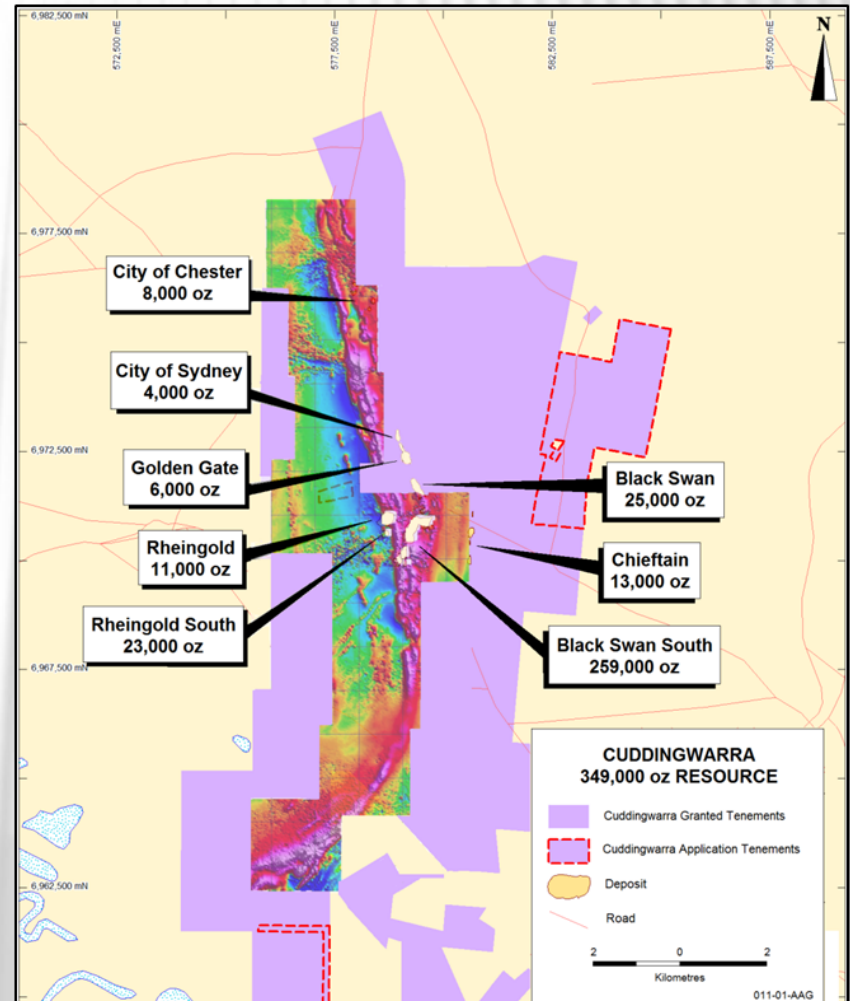 6,982,500 mN
572,500 mE
577,500 mE
582,500 mE
587,500 mE
N
6,977,500 mN
City of Chester
8,000 oz
City of Sydney
4,000 oz
6,972,500 mN
Golden Gate
6,000 oz
Black Swan
25,000 oz
Rheingold
11,000 oz
Chieftain
13,000 oz
Rheingold South
23,000 oz
Black Swan South
259,000 oz
6,967,500 mN
CUDDINGWARRA
349,000 oz RESOURCE
Cuddingwarra Granted Tenements
Cuddingwarra Application Tenements
Deposit
Road
6,962,500 mN
2 0 2
Kilometres
011-01-AAG